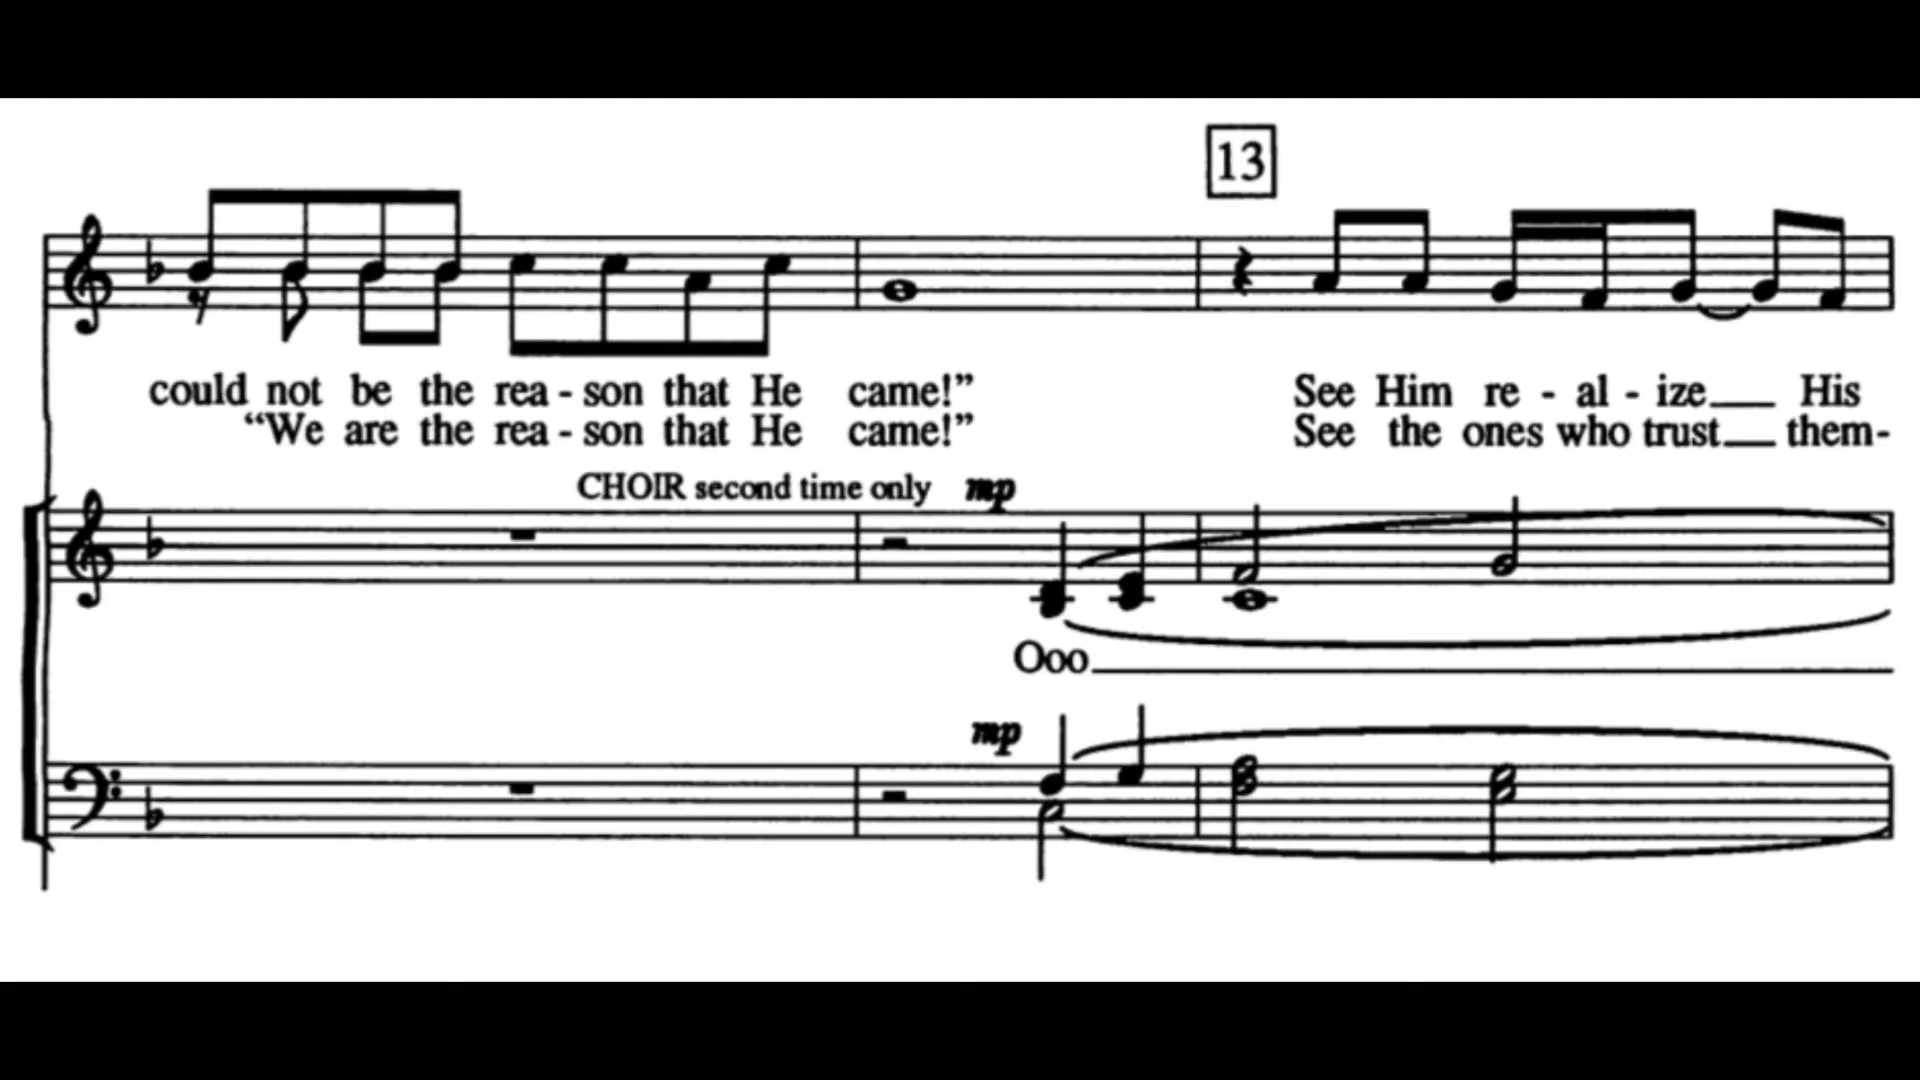 13
could not be the rea - son that He came!” See Him re - al - ize His
“We are the rea - son that He came!” See the ones who trust them-
CHOIR second time only mp
Ooo
mp